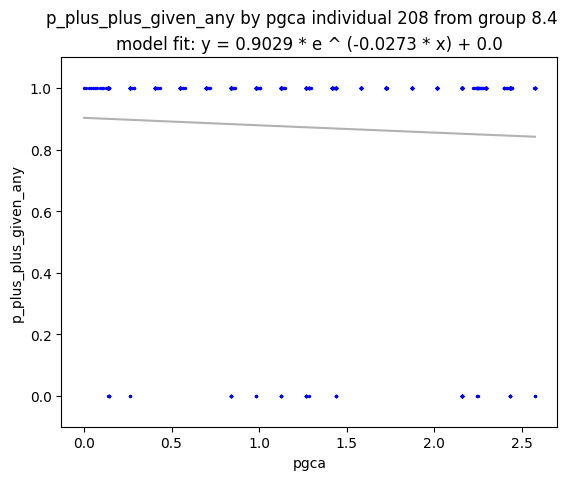 p_plus_plus_given_any by pgca individual 208 from group 8.4
model fit: y = 0.9029 * e ^ (-0.0273 * x) + 0.0
1.0
0.8
0.6
0.4
0.2
0.0
p_plus_plus_given_any
0.0 0.5 1.0 1.5 2.0 2.5
pgca